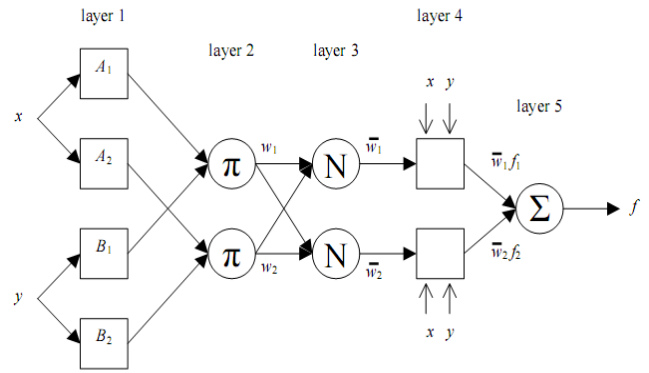 layer 1
layer 2
layer 3
layer 4
layer 5
x
y
A₁
A₂
B₁
B₂
π
π
w₁
w₂
N
N
w̅₁
w̅₂
x y
x y
w̅₁f₁
w̅₂f₂
Σ
f